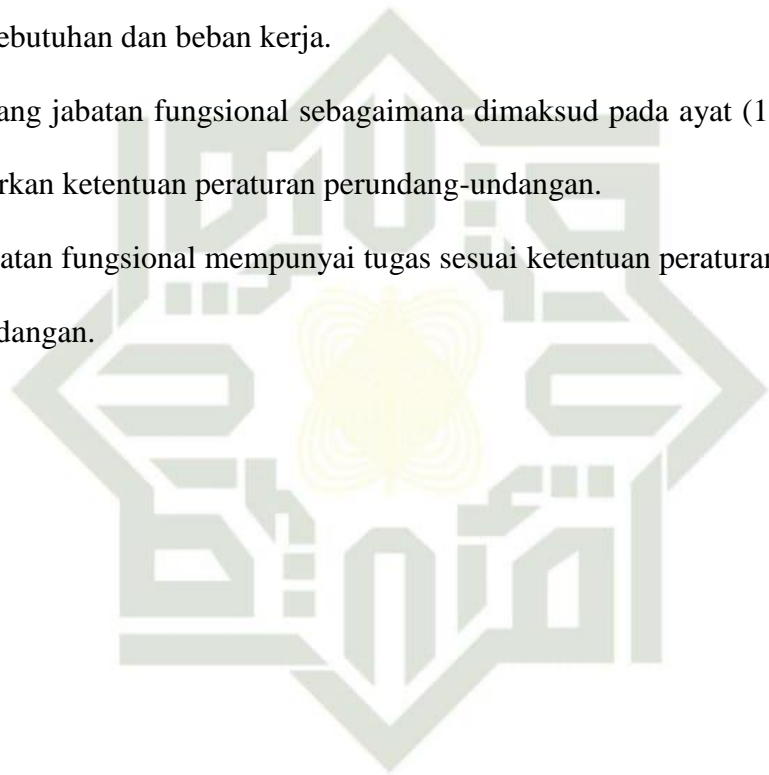 ebutuhan dan beban kerja.
ang jabatan fungsional sebagaimana dimaksud pada ayat (1
rkan ketentuan peraturan perundang-undangan.
atan fungsional mempunyai tugas sesuai ketentuan peraturan
dangan.